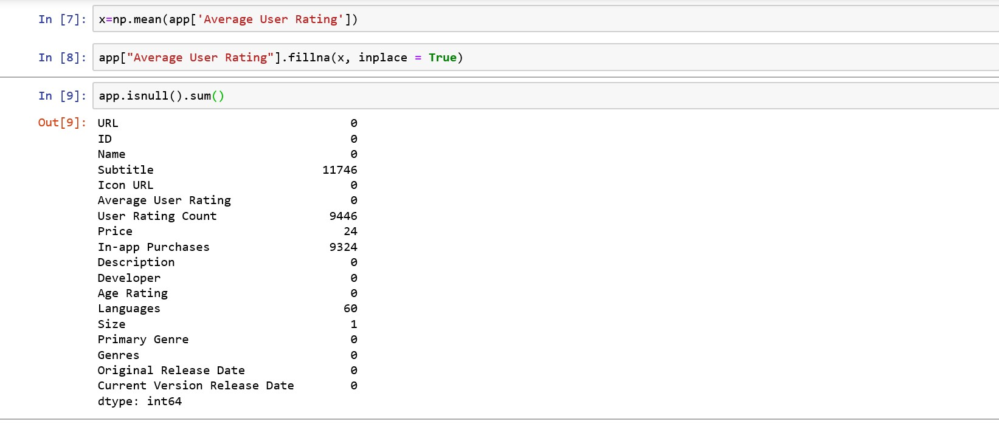 In [7]: x=np.mean(app['Average User Rating'])
In [8]: app["Average User Rating"].fillna(x, inplace = True)
In [9]: app.isnull().sum()
Out[9]: URL 0
ID 0
Name 0
Subtitle 11746
Icon URL 0
Average User Rating 0
User Rating Count 9446
Price 24
In-app Purchases 9324
Description 0
Developer 0
Age Rating 0
Languages 60
Size 1
Primary Genre 0
Genres 0
Original Release Date 0
Current Version Release Date 0
dtype: int64